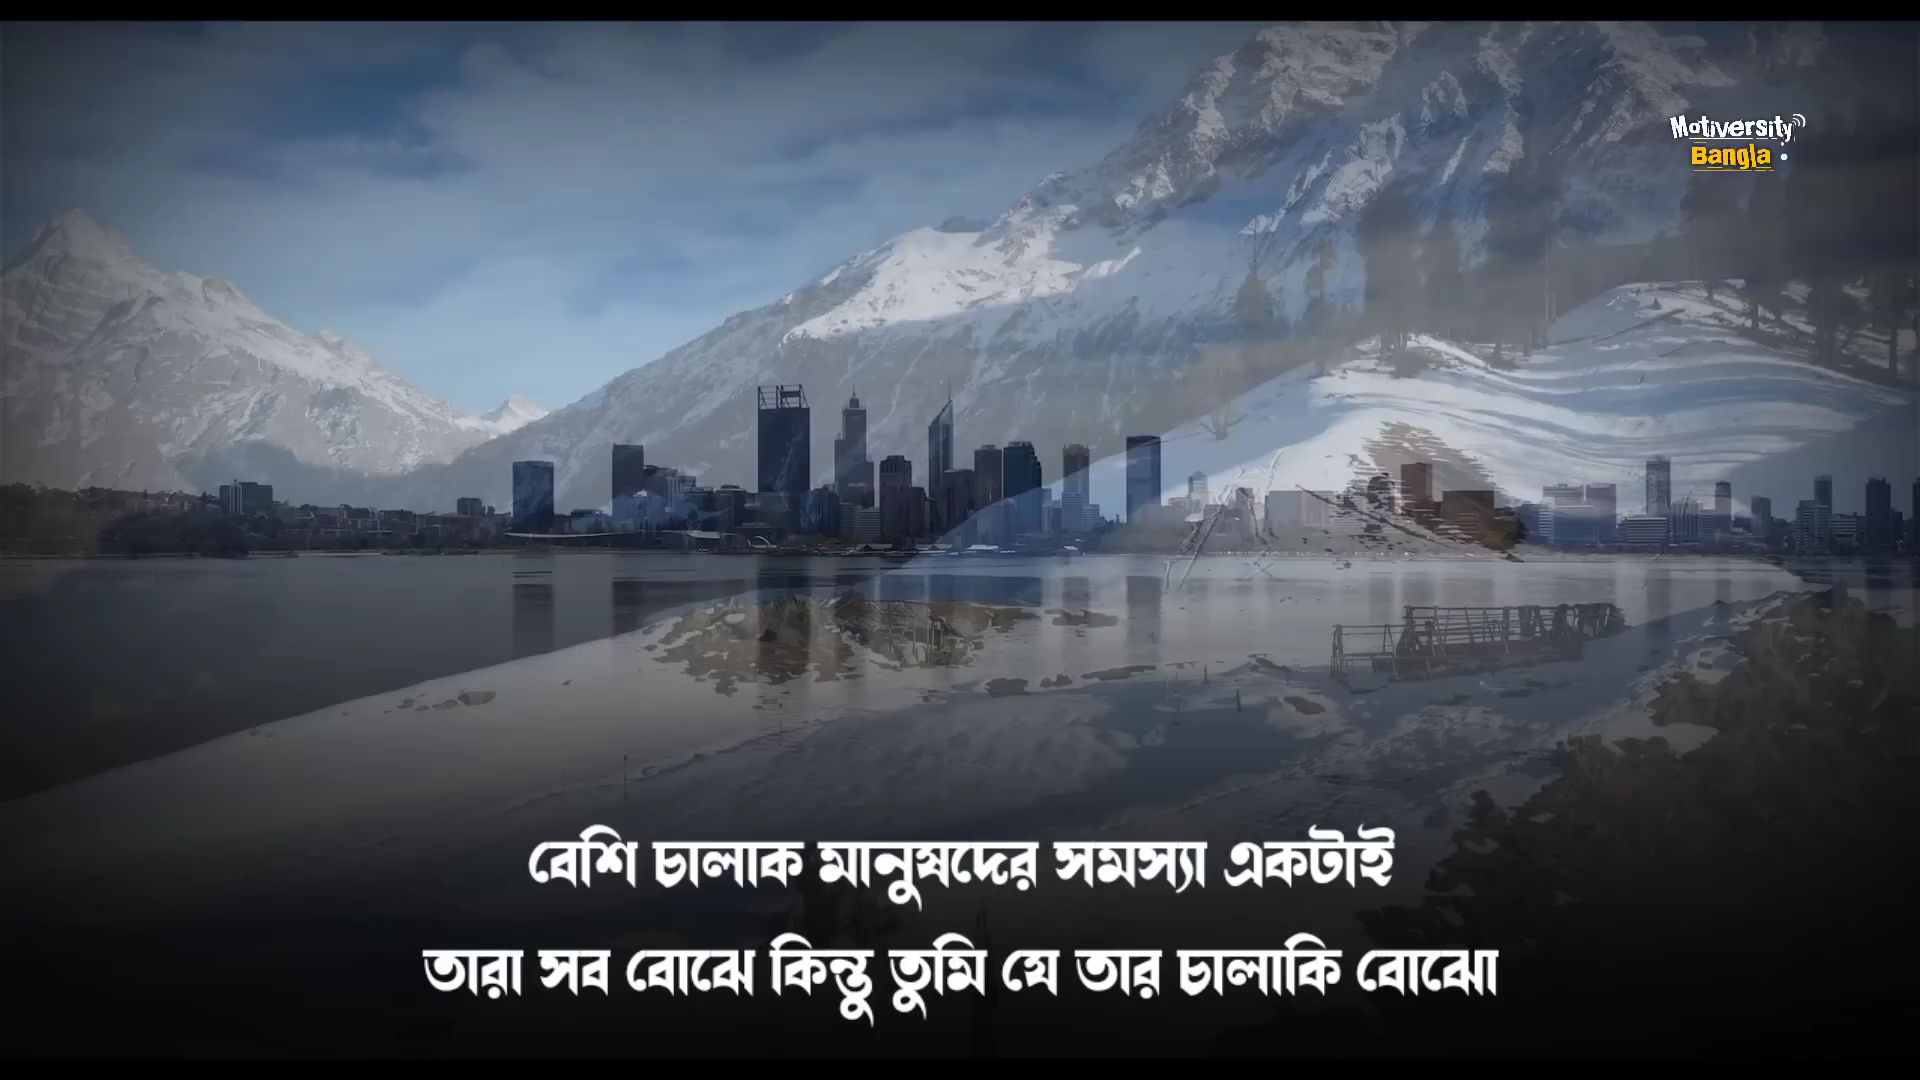 Motiversity
Bangla
বেশি চালাক মানুষদের সমস্যা একটাই
তারা সব বোঝে কিন্তু তুমি যে তার চালাকি বোঝো